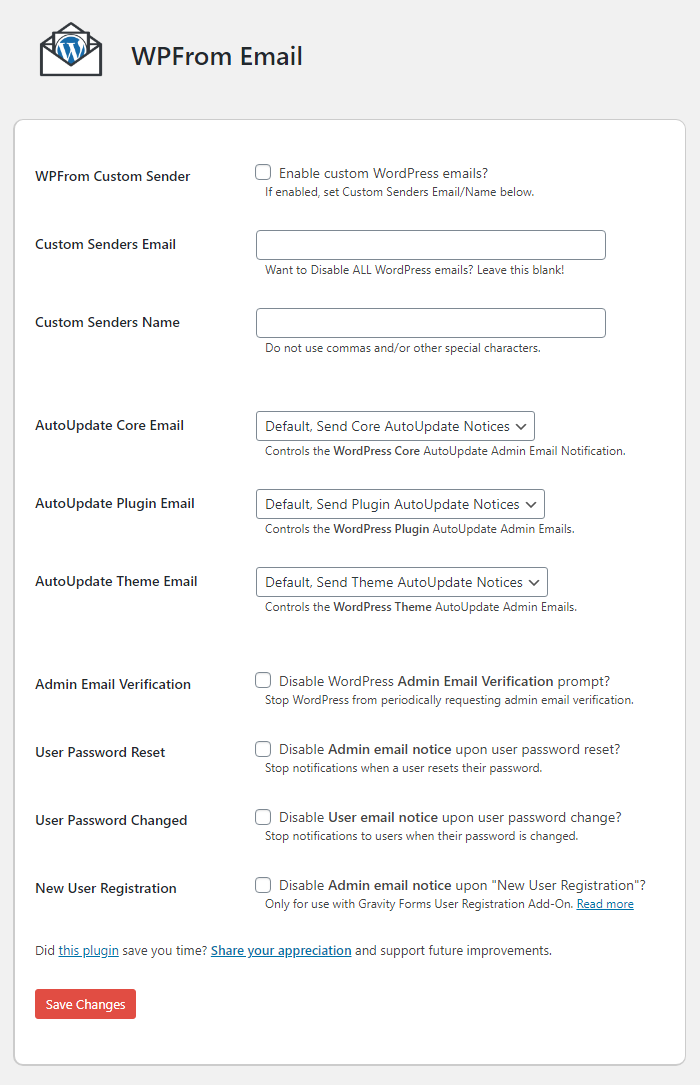 WPFrom Email
WPFrom Custom Sender
Enable custom WordPress emails?
If enabled, set Custom Senders Email/Name below.
Custom Senders Email
Want to Disable ALL WordPress emails? Leave this blank!
Custom Senders Name
Do not use commas and/or other special characters.
AutoUpdate Core Email
Default, Send Core AutoUpdate Notices
Controls the WordPress Core AutoUpdate Admin Email Notification.
AutoUpdate Plugin Email
Default, Send Plugin AutoUpdate Notices
Controls the WordPress Plugin AutoUpdate Admin Emails.
AutoUpdate Theme Email
Default, Send Theme AutoUpdate Notices
Controls the WordPress Theme AutoUpdate Admin Emails.
Admin Email Verification
Disable WordPress Admin Email Verification prompt?
Stop WordPress from periodically requesting admin email verification.
User Password Reset
Disable Admin email notice upon user password reset?
Stop notifications when a user resets their password.
User Password Changed
Disable User email notice upon user password change?
Stop notifications to users when their password is changed.
New User Registration
Disable Admin email notice upon "New User Registration"?
Only for use with Gravity Forms User Registration Add-On. Read more
Did this plugin save you time? Share your appreciation and support future improvements.
Save Changes